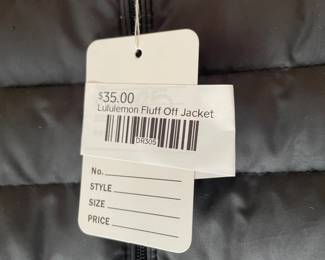 $35.00
Lululemon Fluff Off Jacket
DR305
No.
STYLE
SIZE
PRICE